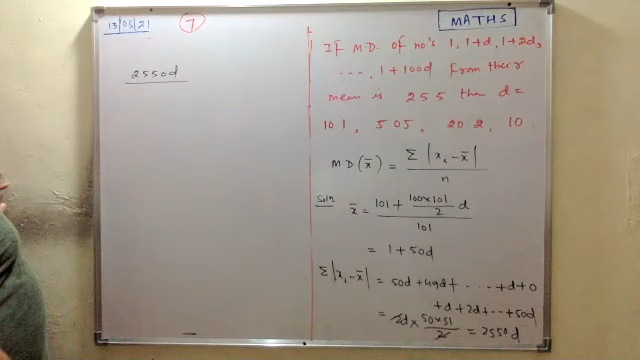 13/05/21
7
MATHS
2550d
If M.D. of no's 1, 1+d, 1+2d,
...., 1+100d from their
mean is 255 then d=
101, 505, 202, 10.
M.D(x̄) = Σ|xᵢ-x̄| / n
Soln x̄ = (101 + (100×101)/2 d) / 101
= 1+50d
Σ|xᵢ-x̄| = 50d+49d+ ..... +d+0
+d+2d+...+50d
= 2d × (50×51)/2 = 2550d